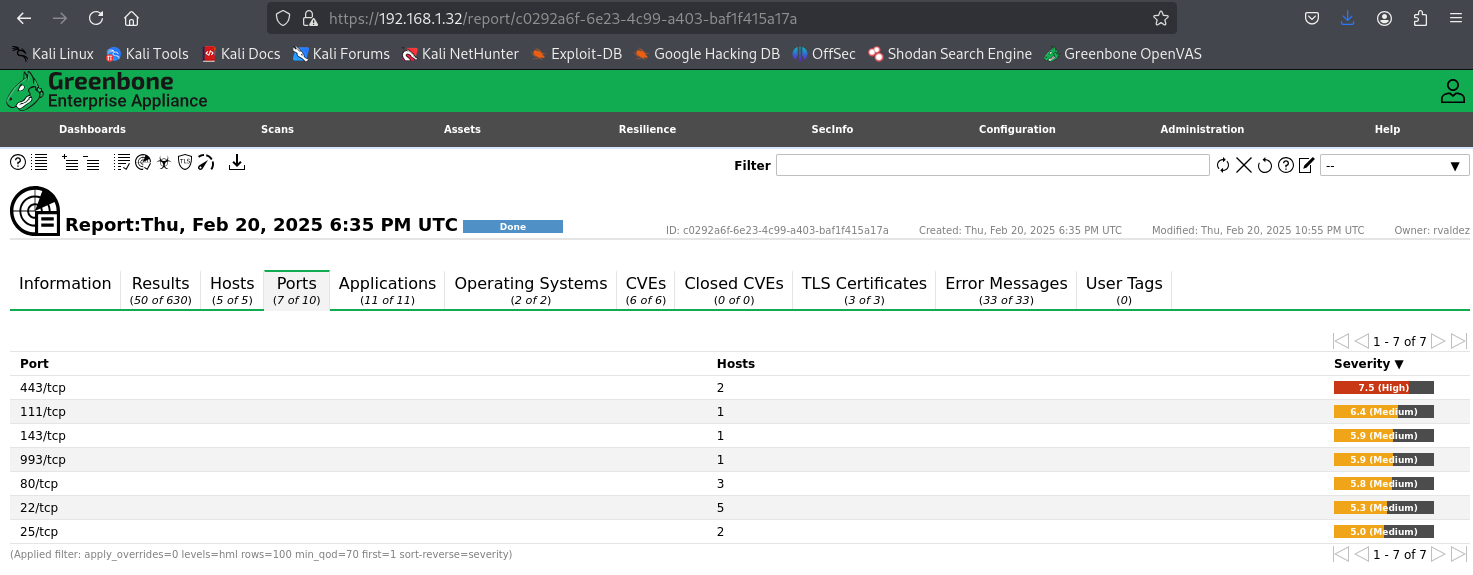 https://192.168.1.32/report/c0292a6f-6e23-4c99-a403-baf1f415a17a
Kali Linux Kali Tools Kali Docs Kali Forums Kali NetHunter Exploit-DB Google Hacking DB OffSec Shodan Search Engine Greenbone OpenVAS
Greenbone
Enterprise Appliance
Dashboards Scans Assets Resilience SecInfo Configuration Administration Help
TLS
Filter --
Report:Thu, Feb 20, 2025 6:35 PM UTC Done ID: c0292a6f-6e23-4c99-a403-baf1f415a17a Created: Thu, Feb 20, 2025 6:35 PM UTC Modified: Thu, Feb 20, 2025 10:55 PM UTC Owner: rvaldez
Information Results Hosts Ports Applications Operating Systems CVEs Closed CVEs TLS Certificates Error Messages User Tags
(50 of 630) (5 of 5) (7 of 10) (11 of 11) (2 of 2) (6 of 6) (0 of 0) (3 of 3) (33 of 33) (0)
1 - 7 of 7
Port Hosts Severity ▼
443/tcp 2 7.5 (High)
111/tcp 1 6.4 (Medium)
143/tcp 1 5.9 (Medium)
993/tcp 1 5.9 (Medium)
80/tcp 3 5.8 (Medium)
22/tcp 5 5.3 (Medium)
25/tcp 2 5.0 (Medium)
(Applied filter: apply_overrides=0 levels=hml rows=100 min_qod=70 first=1 sort-reverse=severity) 1 - 7 of 7